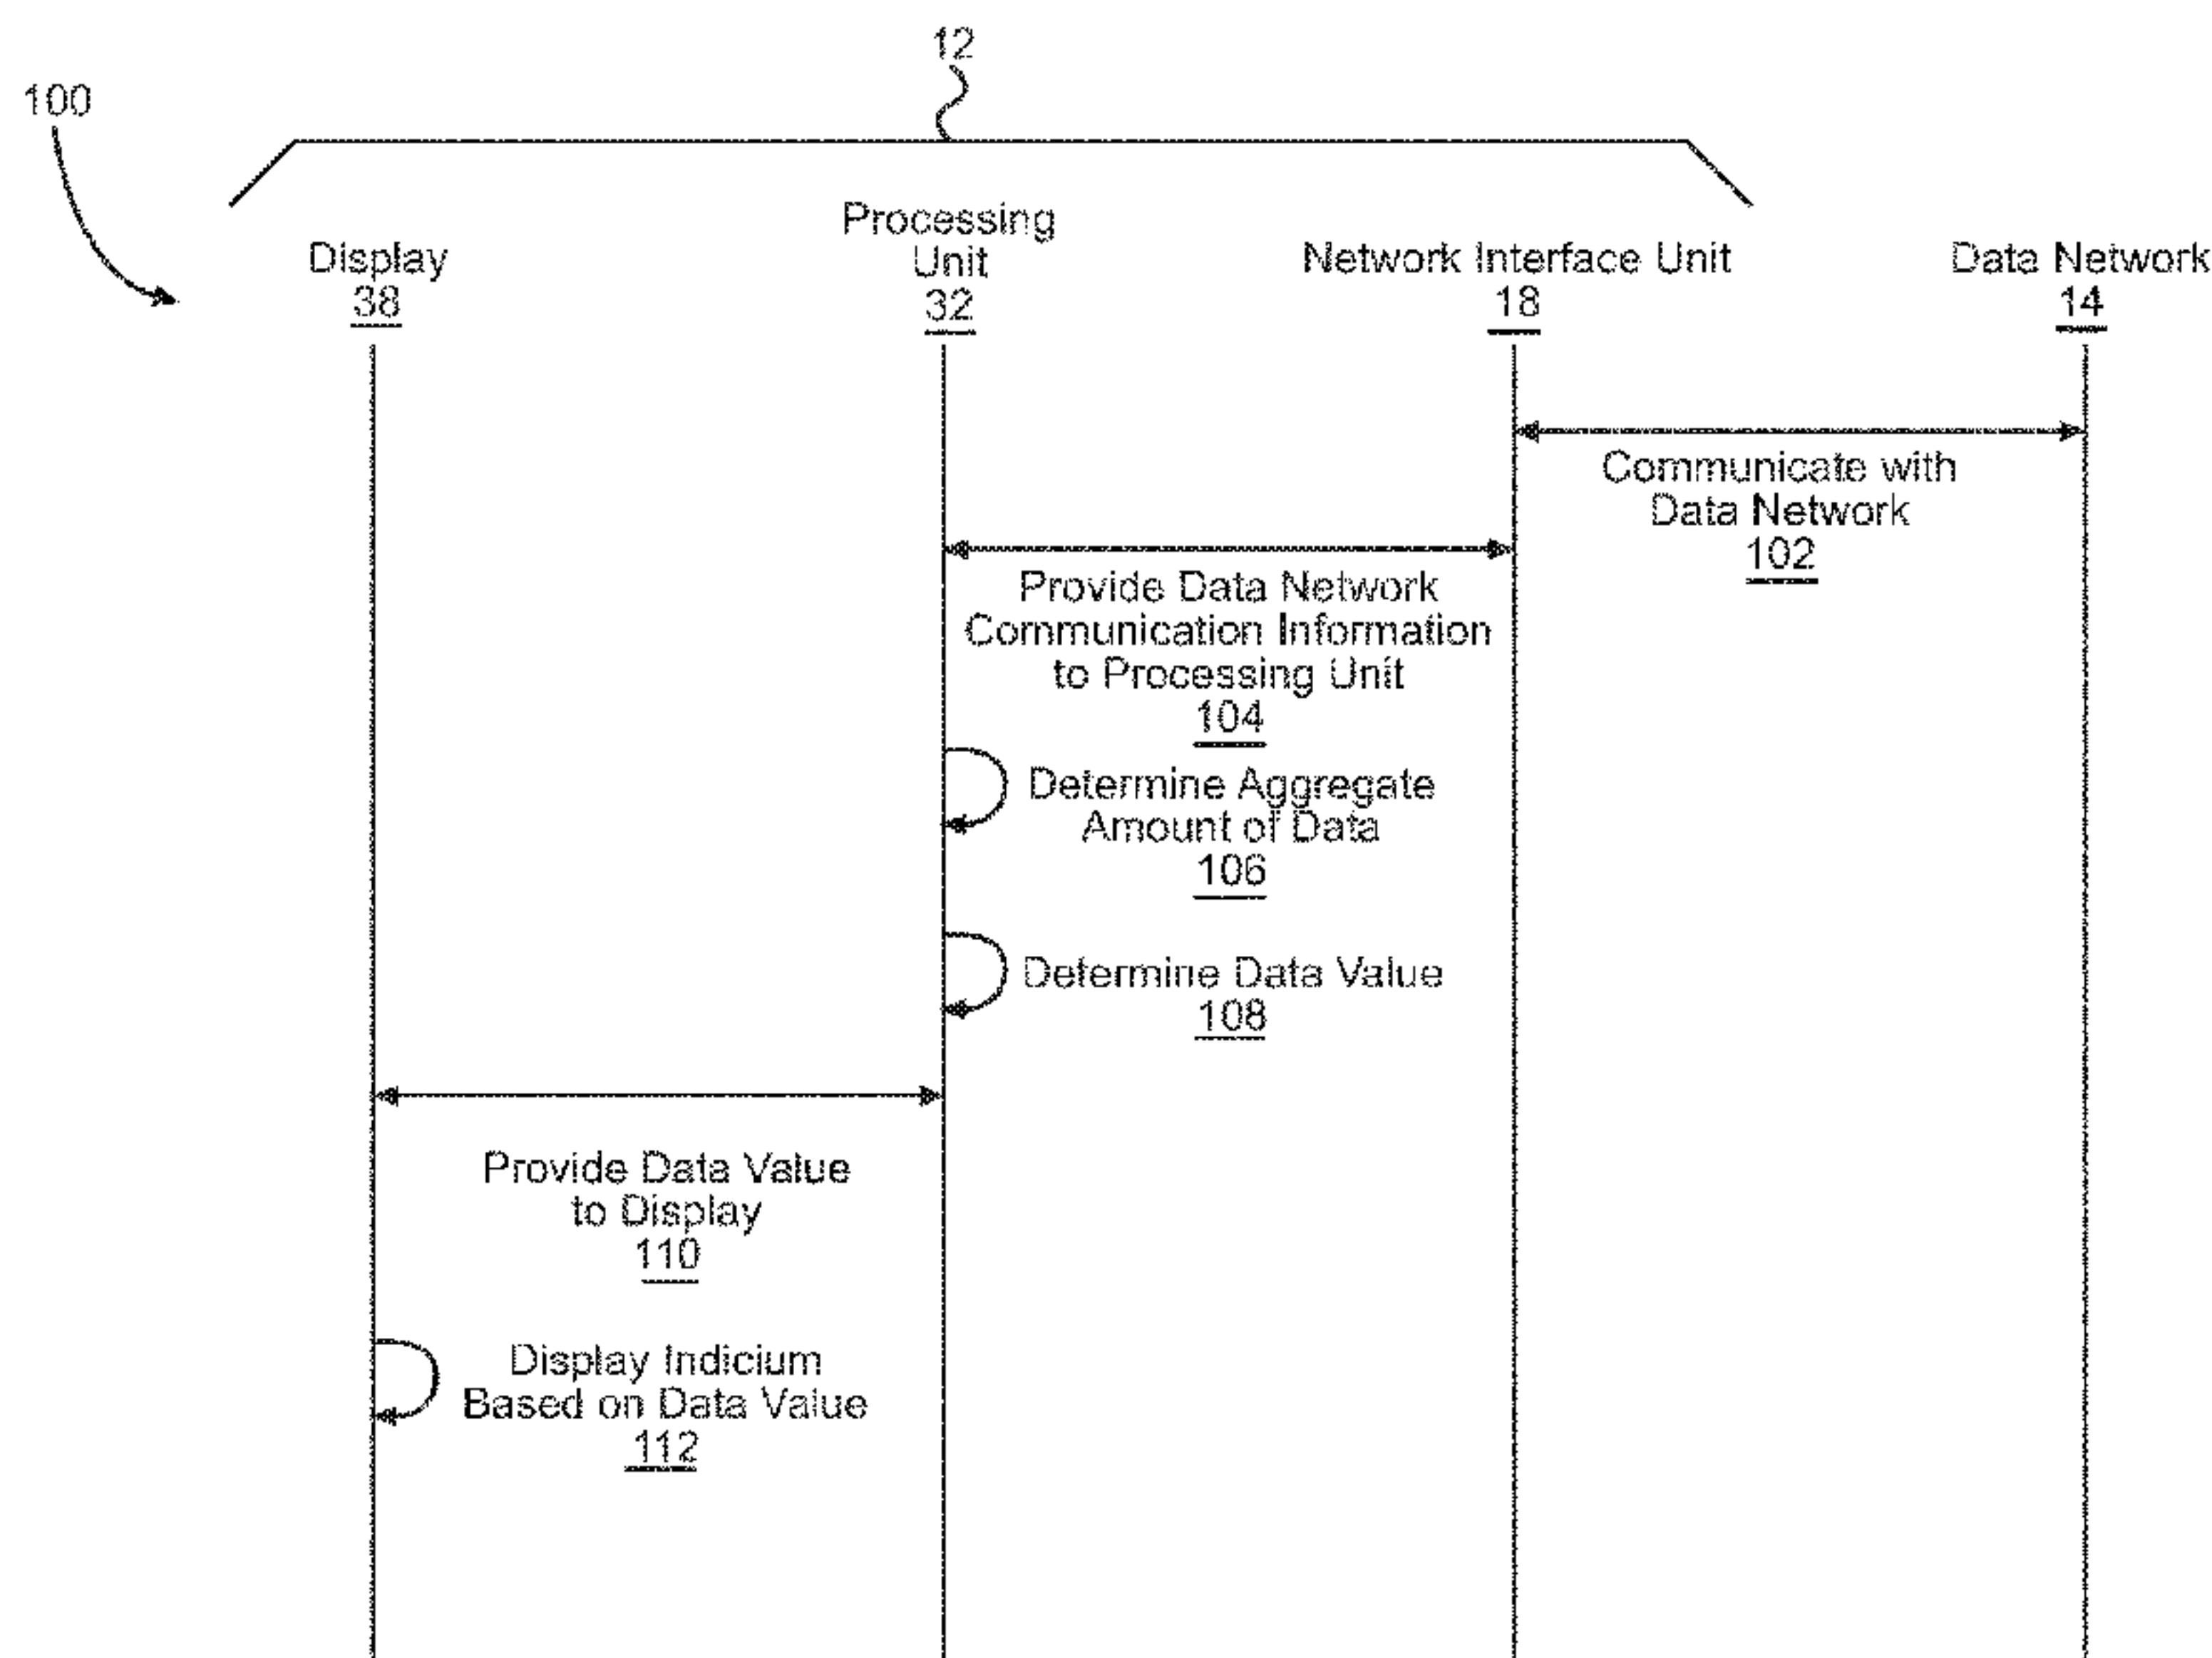 12
100
Display
38
Processing
Unit
32
Network Interface Unit
18
Data Network
14
Communicate with
Data Network
102
Provide Data Network
Communication Information
to Processing Unit
104
Determine Aggregate
Amount of Data
106
Determine Data Value
108
Provide Data Value
to Display
110
Display Indicium
Based on Data Value
112